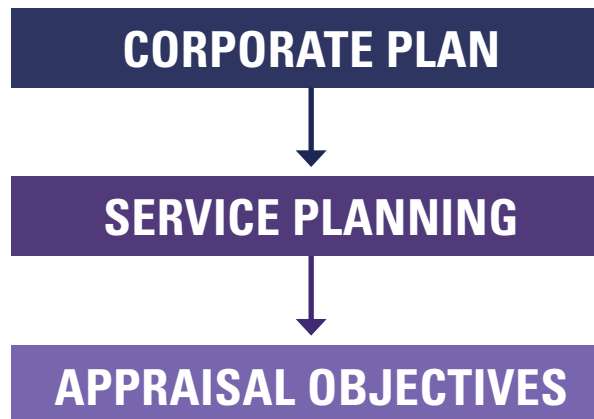 CORPORATE PLAN
SERVICE PLANNING
APPRAISAL OBJECTIVES